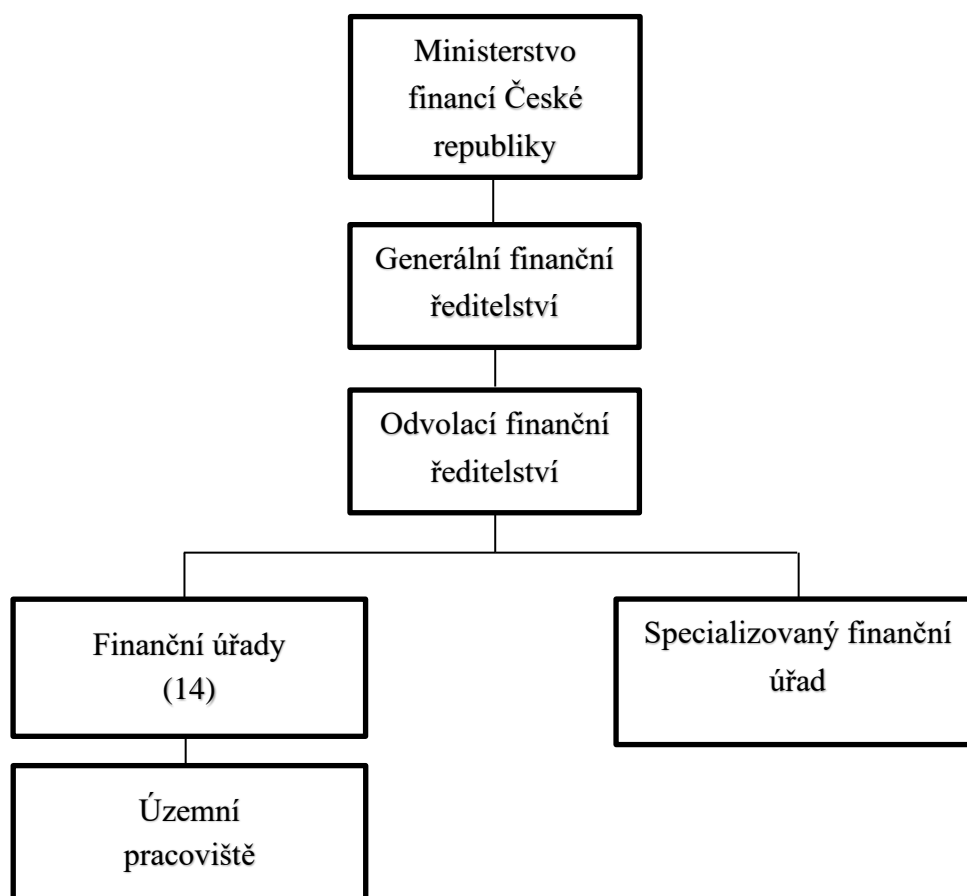 Ministerstvo
financí České
republiky
Generální finanční
ředitelství
Odvolací finanční
ředitelství
Finanční úřady
(14)
Specializovaný finanční
úřad
Územní
pracoviště